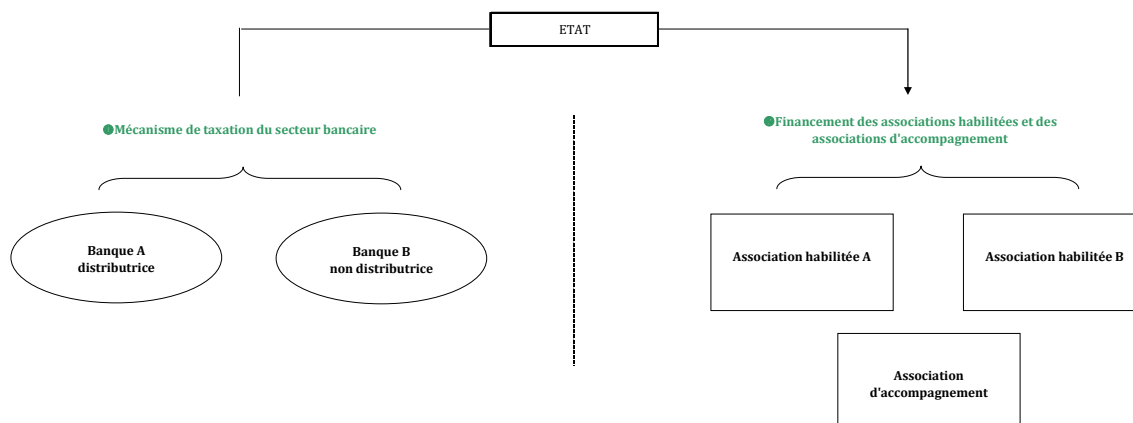 ETAT
●Mécanisme de taxation du secteur bancaire
●Financement des associations habilitées et des
associations d'accompagnement
Banque A
distributrice
Banque B
non distributrice
Association habilitée A
Association habilitée B
Association
d'accompagnement